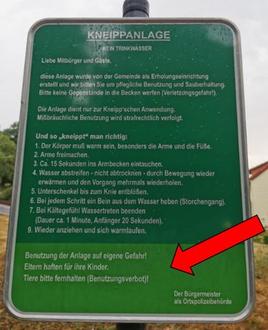 KNEIPPANLAGE
KEIN TRINKWASSER
Liebe Mitbürger und Gäste,
diese Anlage wurde von der Gemeinde als Erholungseinrichtung
erstellt und wir bitten Sie um pflegliche Benutzung und Sauberhaltung.
Bitte keine Gegenstände in die Becken werfen (Verletzungsgefahr!).
Die Anlage dient nur zur Kneipp'schen Anwendung.
Mißbräuchliche Benutzung wird strafrechtlich verfolgt.
Und so „kneippt" man richtig:
1. Der Körper muß warm sein, besonders die Arme und die Füße.
2. Arme freimachen.
3. Ca. 15 Sekunden ins Armbecken eintauchen.
4. Wasser abstreifen - nicht abtrocknen - durch Bewegung wieder
erwärmen und den Vorgang mehrmals wiederholen.
5. Unterschenkel bis zum Knie entblößen.
6. Bei jedem Schritt ein Bein aus dem Wasser heben (Storchengang).
7. Bei Kältegefühl Wassertreten beenden
(Dauer ca. 1 Minute, Anfänger 20 Sekunden).
9. Wieder anziehen und sich warmlaufen.
Benutzung der Anlage auf eigene Gefahr!
Eltern haften für ihre Kinder.
Tiere bitte fernhalten (Benutzungsverbot)!
Der Bürgermeister
als Ortspolizeibehörde